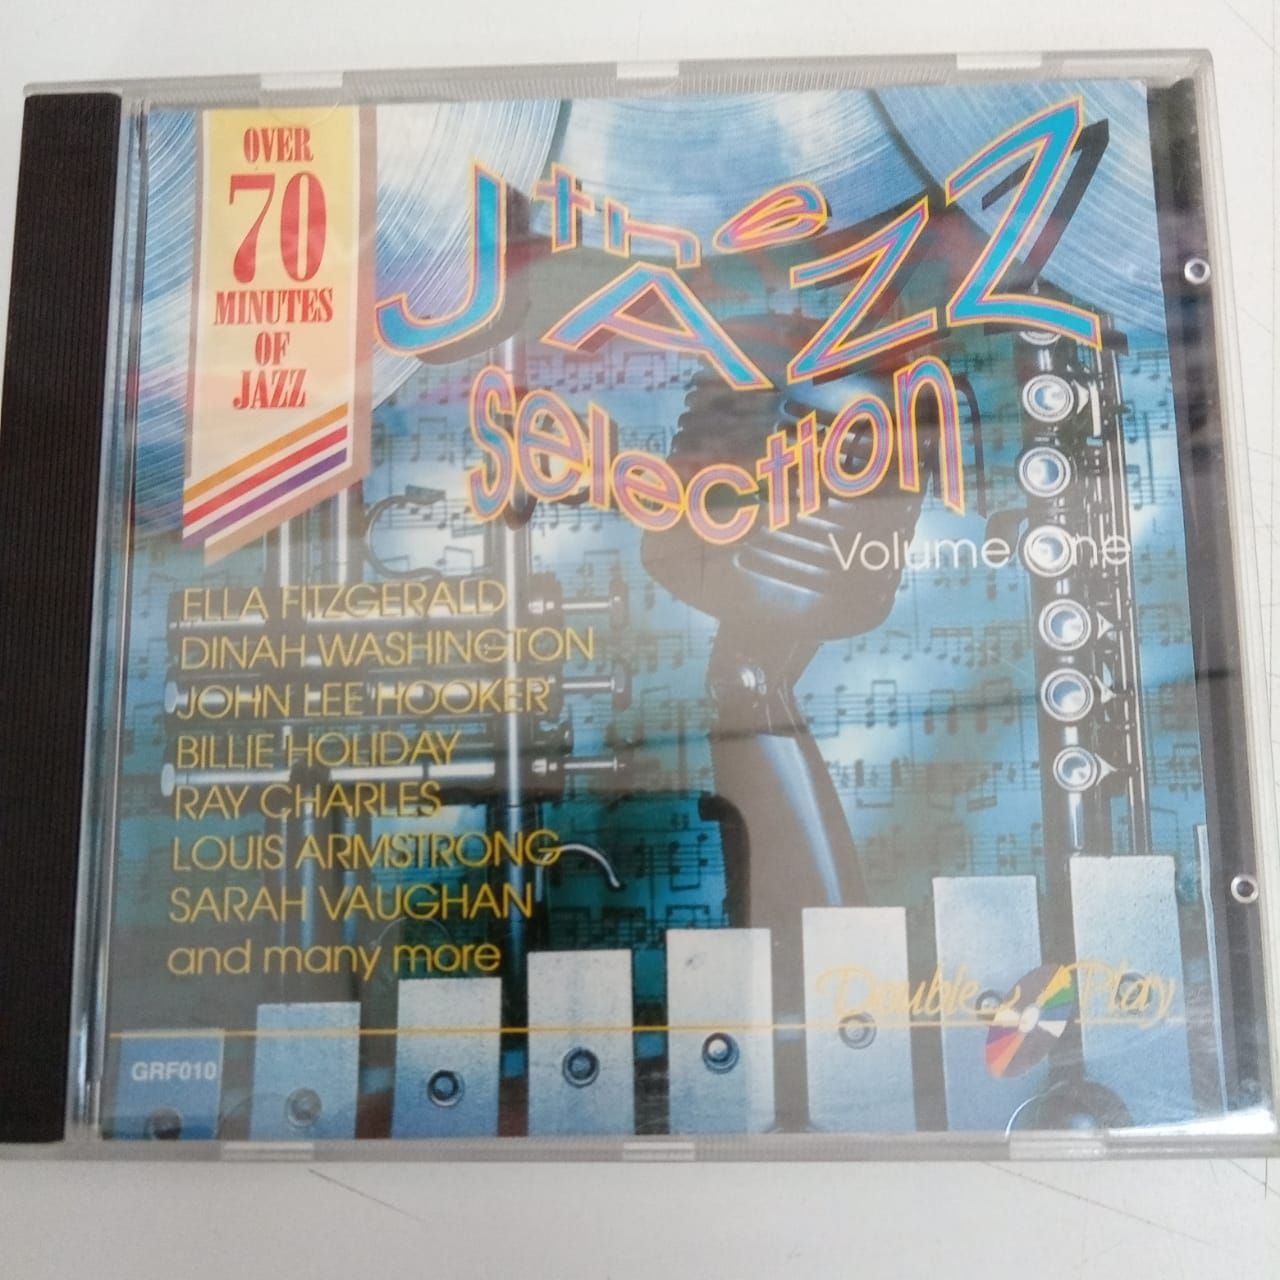 OVER
70
MINUTES
OF
JAZZ
the
JAZZ
selection
Volume One
ELLA FITZGERALD
DINAH WASHINGTON
JOHN LEE HOOKER
BILLIE HOLIDAY
RAY CHARLES
LOUIS ARMSTRONG
SARAH VAUGHAN
and many more
Double Play
GRF010